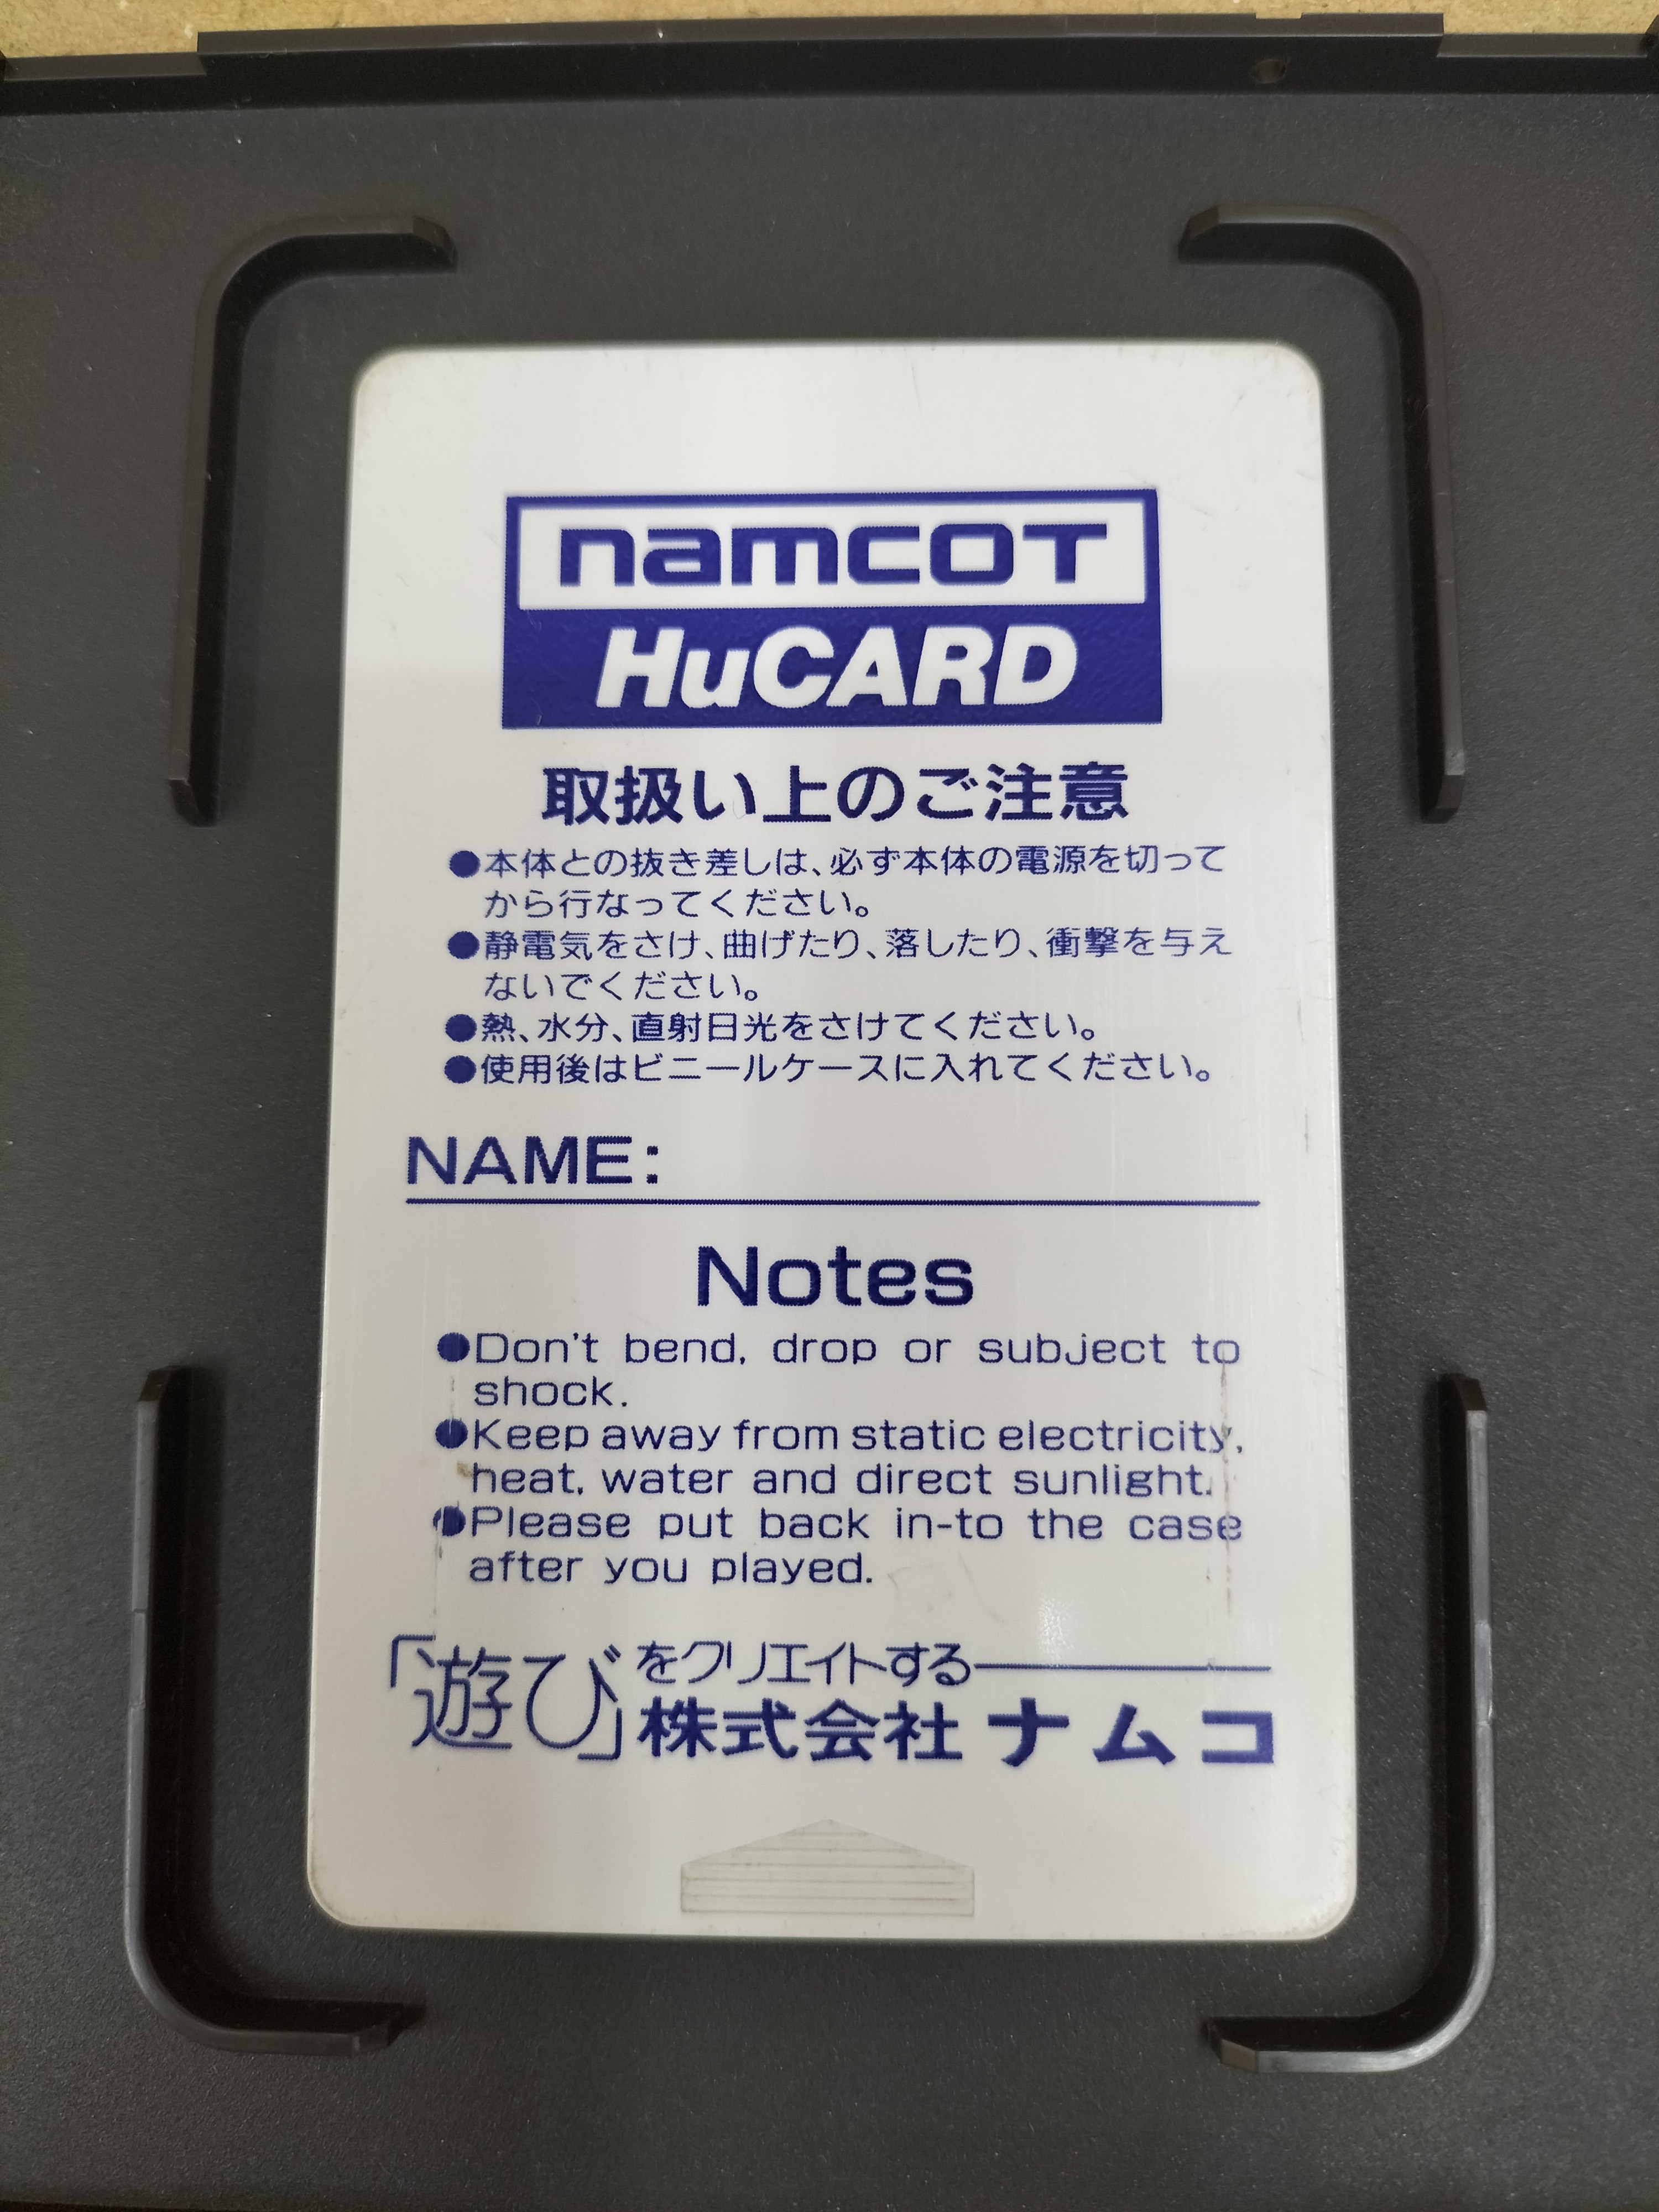 namcoT
HuCARD
取扱い上のご注意
●本体との抜き差しは、必ず本体の電源を切って
から行なってください。
●静電気をさけ、曲げたり、落したり、衝撃を与え
ないでください。
●熱、水分、直射日光をさけてください。
●使用後はビニールケースに入れてください。
NAME:
Notes
●Don't bend, drop or subject to
shock.
●Keep away from static electricity,
heat, water and direct sunlight.
●Please put back in-to the case
after you played.
「遊び」をクリエイトする
株式会社ナムコ